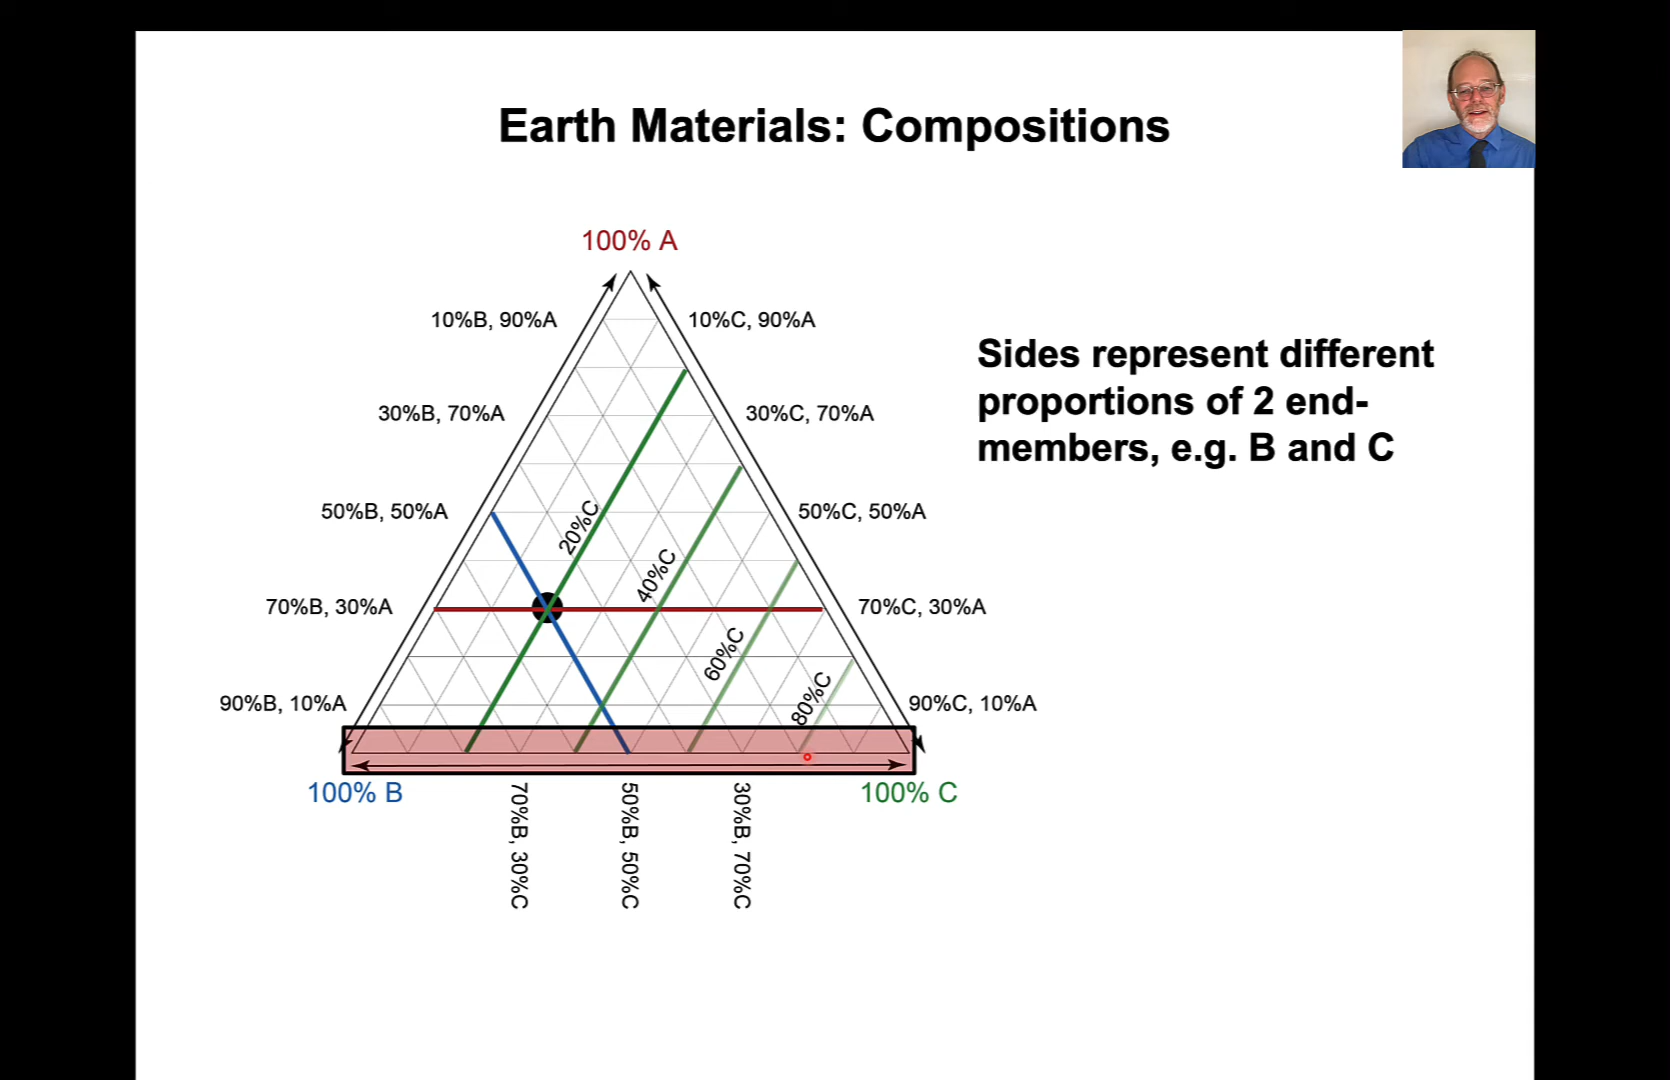 Earth Materials: Compositions
100% A
10%B, 90%A
10%C, 90%A
Sides represent different
proportions of 2 end-
members, e.g. B and C
30%B, 70%A
30%C, 70%A
50%B, 50%A
20%C
50%C, 50%A
40%C
70%B, 30%A
70%C, 30%A
60%C
80%C
90%B, 10%A
90%C, 10%A
100% B
100% C
70%B, 30%C
50%B, 50%C
30%B, 70%C